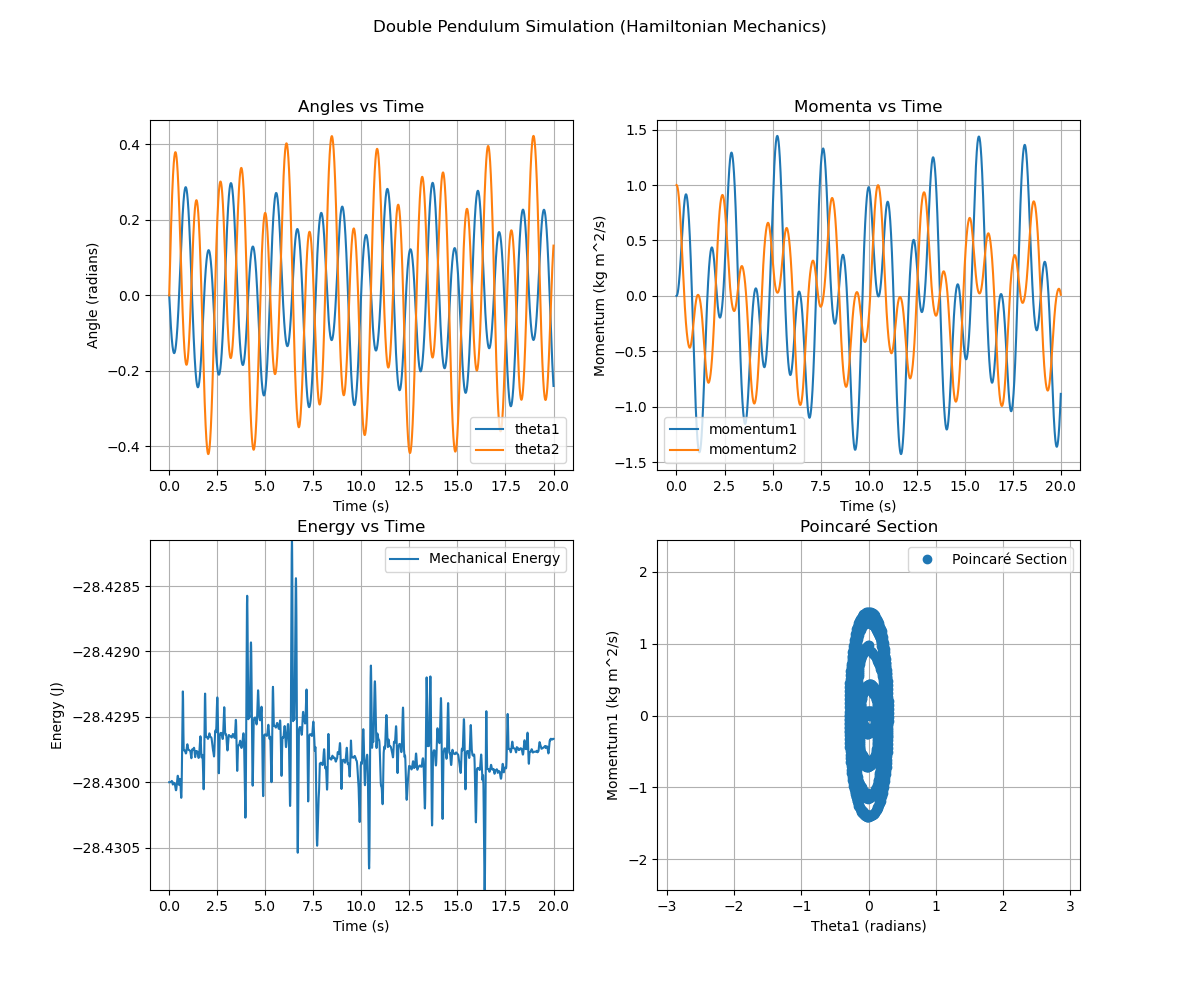 Double Pendulum Simulation (Hamiltonian Mechanics)
Angles vs Time
Angle (radians)
0.4
0.2
0.0
−0.2
−0.4
theta1
theta2
0.0 2.5 5.0 7.5 10.0 12.5 15.0 17.5 20.0
Time (s)
Momenta vs Time
Momentum (kg m^2/s)
1.5
1.0
0.5
0.0
−0.5
−1.0
−1.5
momentum1
momentum2
0.0 2.5 5.0 7.5 10.0 12.5 15.0 17.5 20.0
Time (s)
Energy vs Time
Energy (J)
−28.4285
−28.4290
−28.4295
−28.4300
−28.4305
Mechanical Energy
0.0 2.5 5.0 7.5 10.0 12.5 15.0 17.5 20.0
Time (s)
Poincaré Section
Momentum1 (kg m^2/s)
2
1
0
−1
−2
Poincaré Section
−3 −2 −1 0 1 2 3
Theta1 (radians)